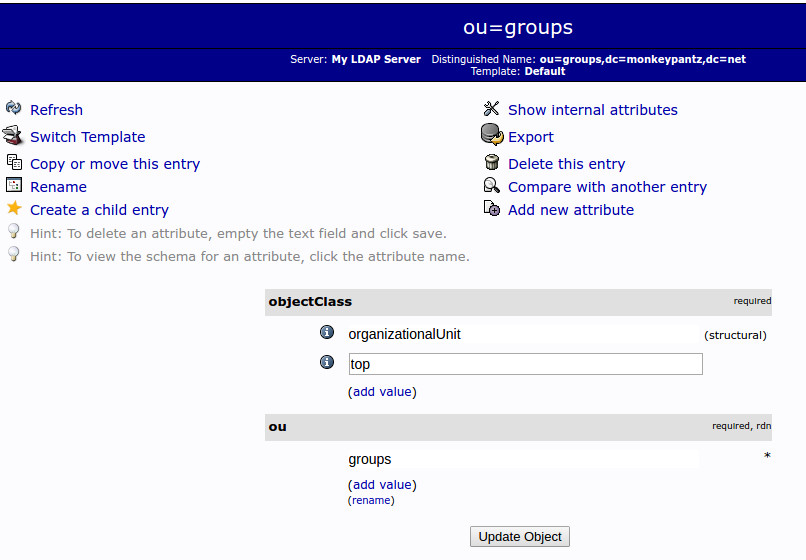 ou=groups
Server: My LDAP Server Distinguished Name: ou=groups,dc=monkeypantz,dc=net
Template: Default
Refresh
Show internal attributes
Switch Template
Export
Copy or move this entry
Delete this entry
Rename
Compare with another entry
Create a child entry
Add new attribute
Hint: To delete an attribute, empty the text field and click save.
Hint: To view the schema for an attribute, click the attribute name.
objectClass required
organizationalUnit (structural)
top
(add value)
ou required, rdn
groups *
(add value)
(rename)
Update Object